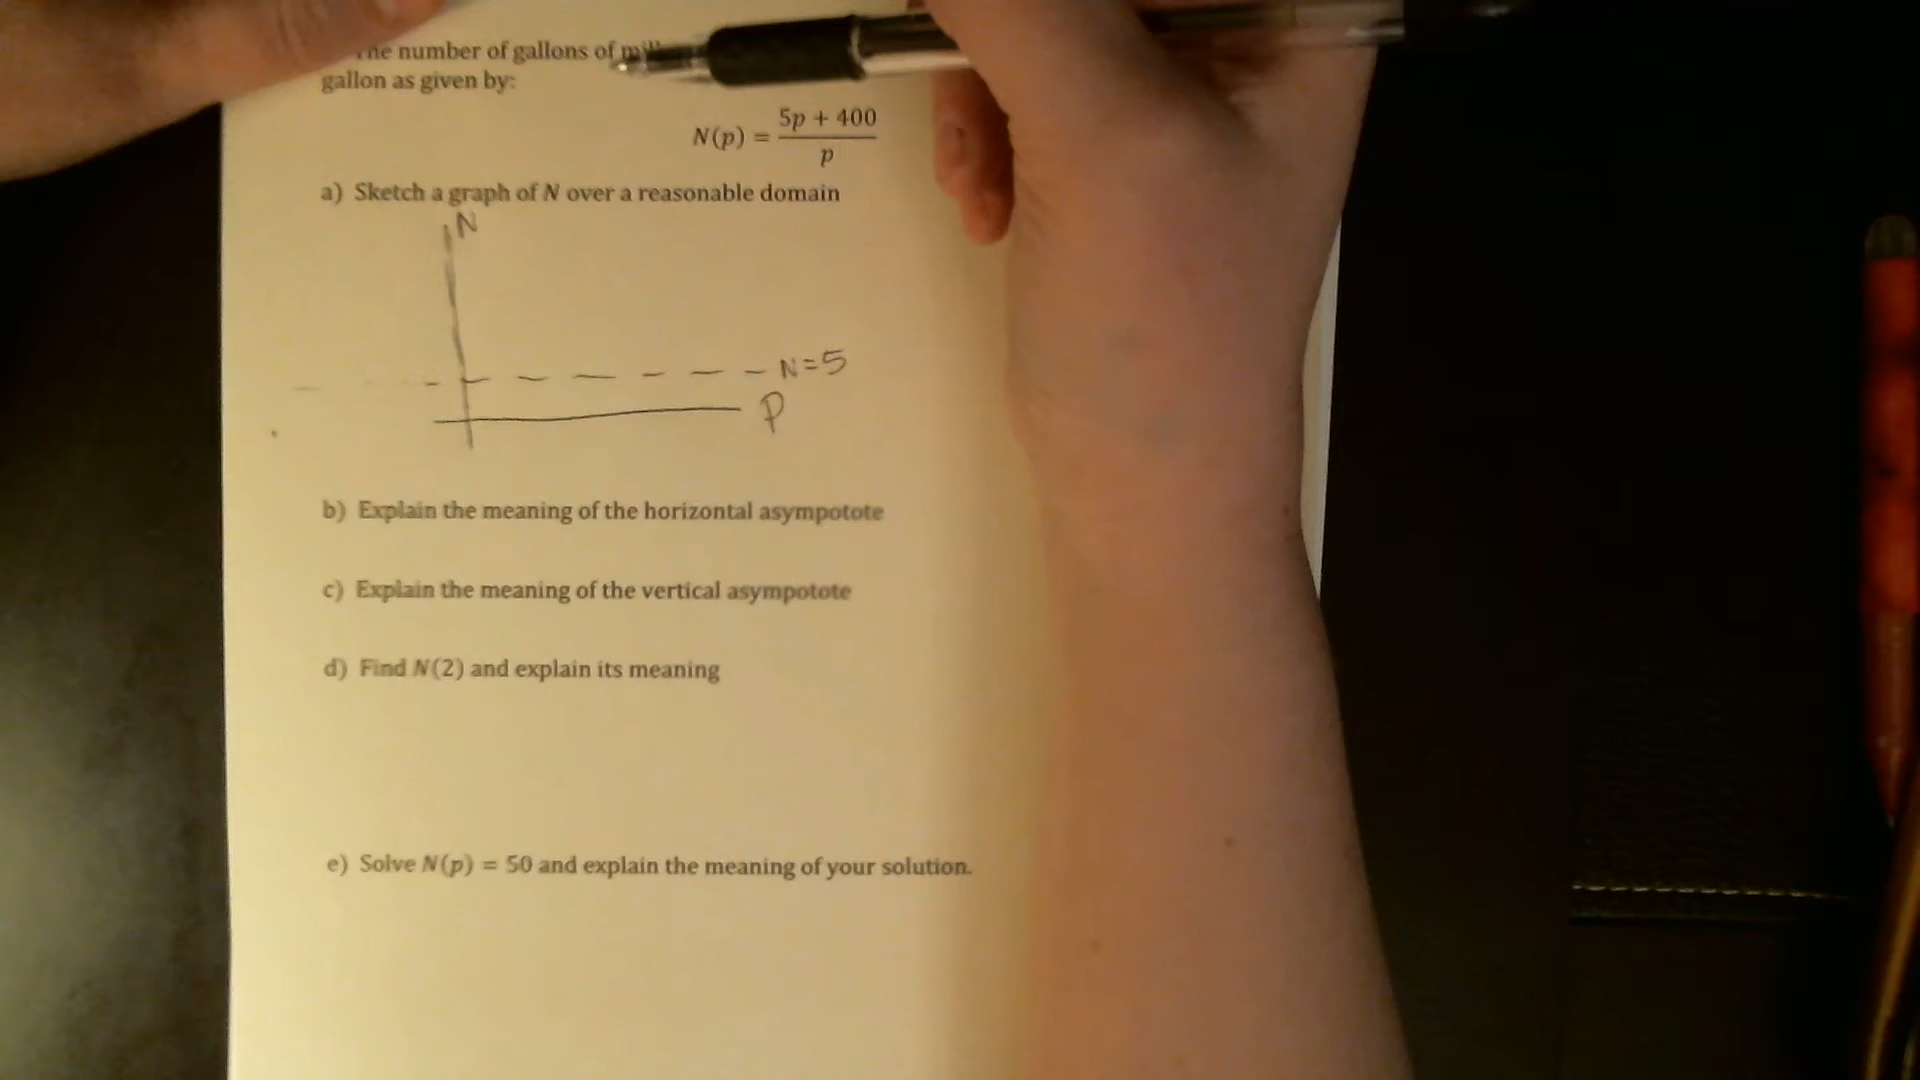 number of gallons of
gallon as given by:
N(p) = \frac{5p + 400}{p}
a) Sketch a graph of N over a reasonable domain
N
N=5
P
b) Explain the meaning of the horizontal asympotote
c) Explain the meaning of the vertical asympotote
d) Find N(2) and explain its meaning
e) Solve N(p) = 50 and explain the meaning of your solution.